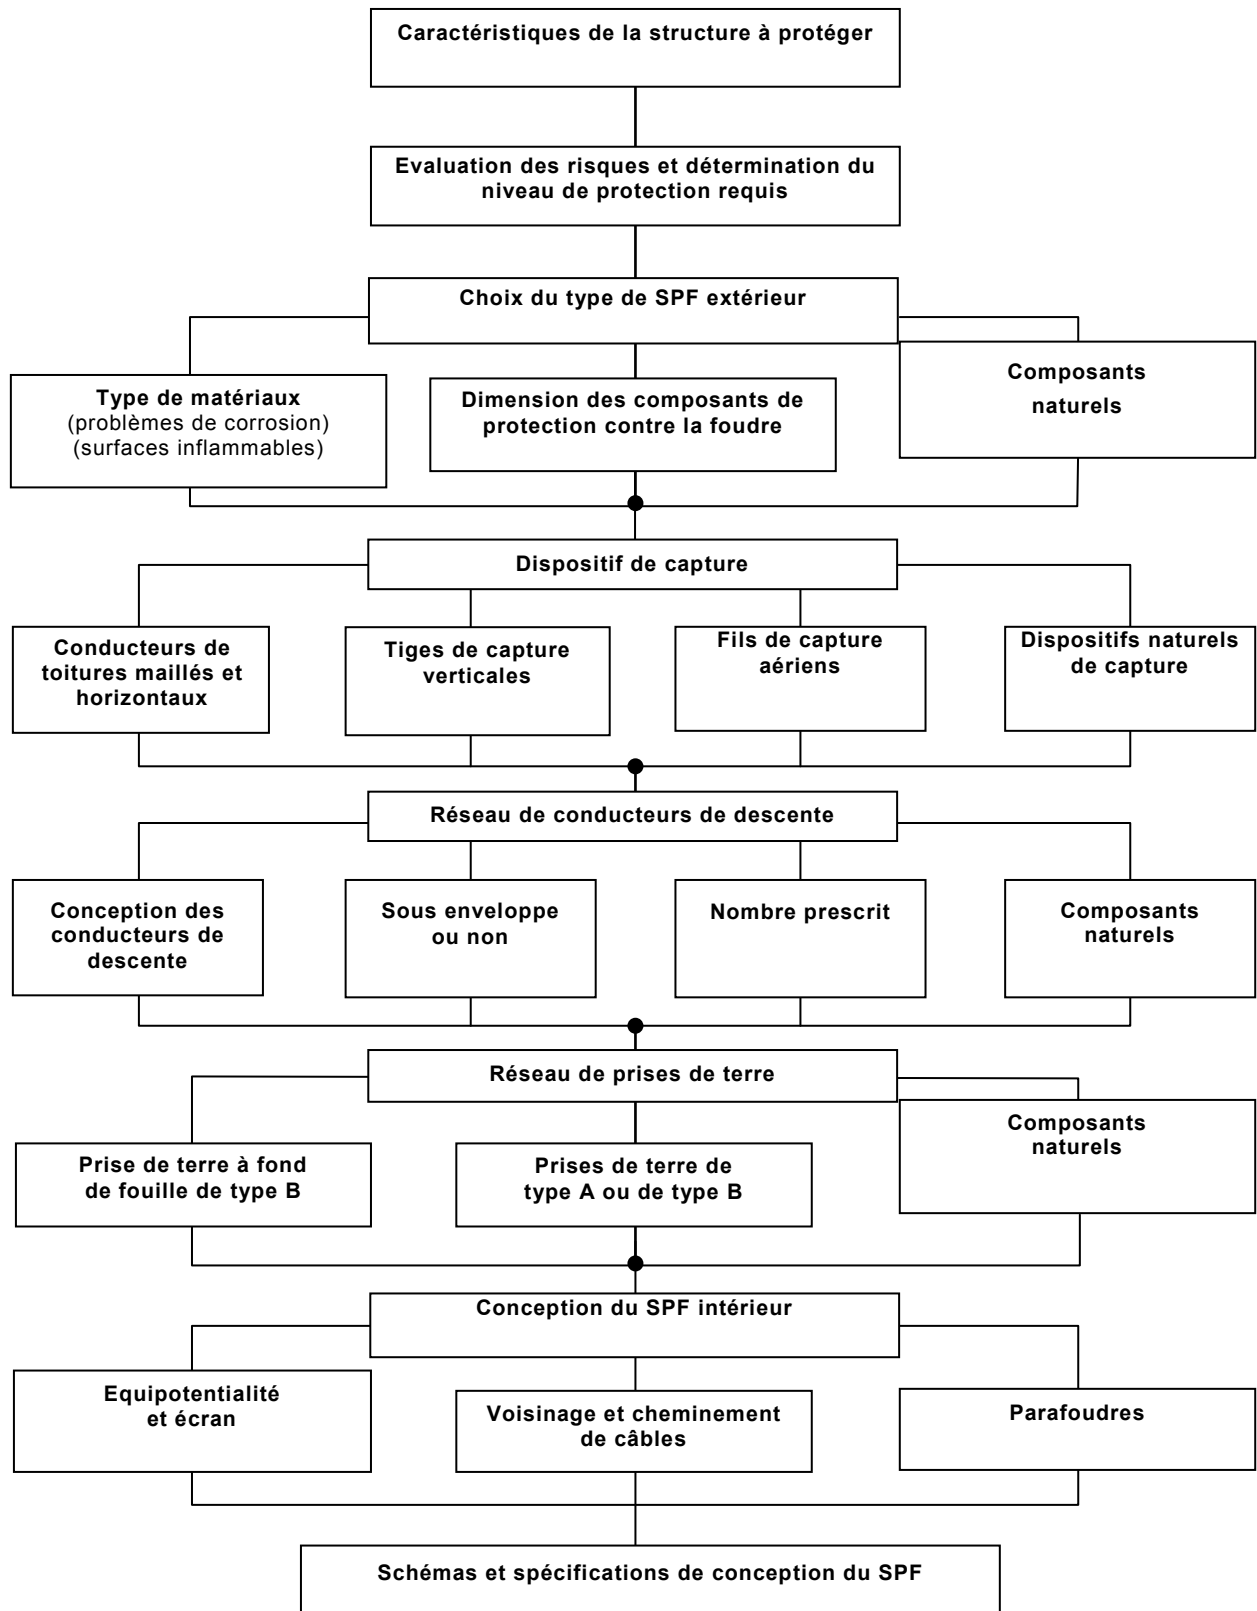 Caractéristiques de la structure à protéger
Evaluation des risques et détermination du
niveau de protection requis
Choix du type de SPF extérieur
Type de matériaux
(problèmes de corrosion)
(surfaces inflammables)
Dimension des composants de
protection contre la foudre
Composants
naturels
Dispositif de capture
Conducteurs de
toitures maillés et
horizontaux
Tiges de capture
verticales
Fils de capture
aériens
Dispositifs naturels
de capture
Réseau de conducteurs de descente
Conception des
conducteurs de
descente
Sous enveloppe
ou non
Nombre prescrit
Composants
naturels
Réseau de prises de terre
Prise de terre à fond
de fouille de type B
Prises de terre de
type A ou de type B
Composants
naturels
Conception du SPF intérieur
Equipotentialité
et écran
Voisinage et cheminement
de câbles
Parafoudres
Schémas et spécifications de conception du SPF